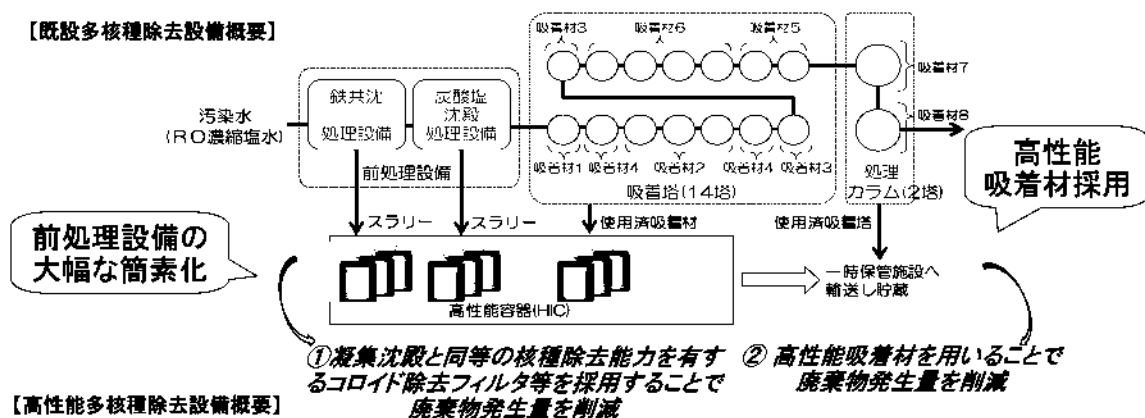 【既設多核種除去設備概要】
吸着材3
吸着材6
吸着材5
吸着材7
汚染水
(RO濃縮塩水)
鉄共沈
処理設備
炭酸塩
沈殿
処理設備
前処理設備
吸着材1
吸着材4
吸着材2
吸着材4
吸着材3
吸着塔(14塔)
吸着材8
処理
カラム(2塔)
高性能
吸着材採用
前処理設備の
大幅な簡素化
スラリー
スラリー
使用済吸着材
使用済吸着塔
高性能容器(HIC)
一時保管施設へ
輸送し貯蔵
①凝集沈殿と同等の核種除去能力を有す
るコロイド除去フィルタ等を採用することで
廃棄物発生量を削減
② 高性能吸着材を用いることで
廃棄物発生量を削減
【高性能多核種除去設備概要】